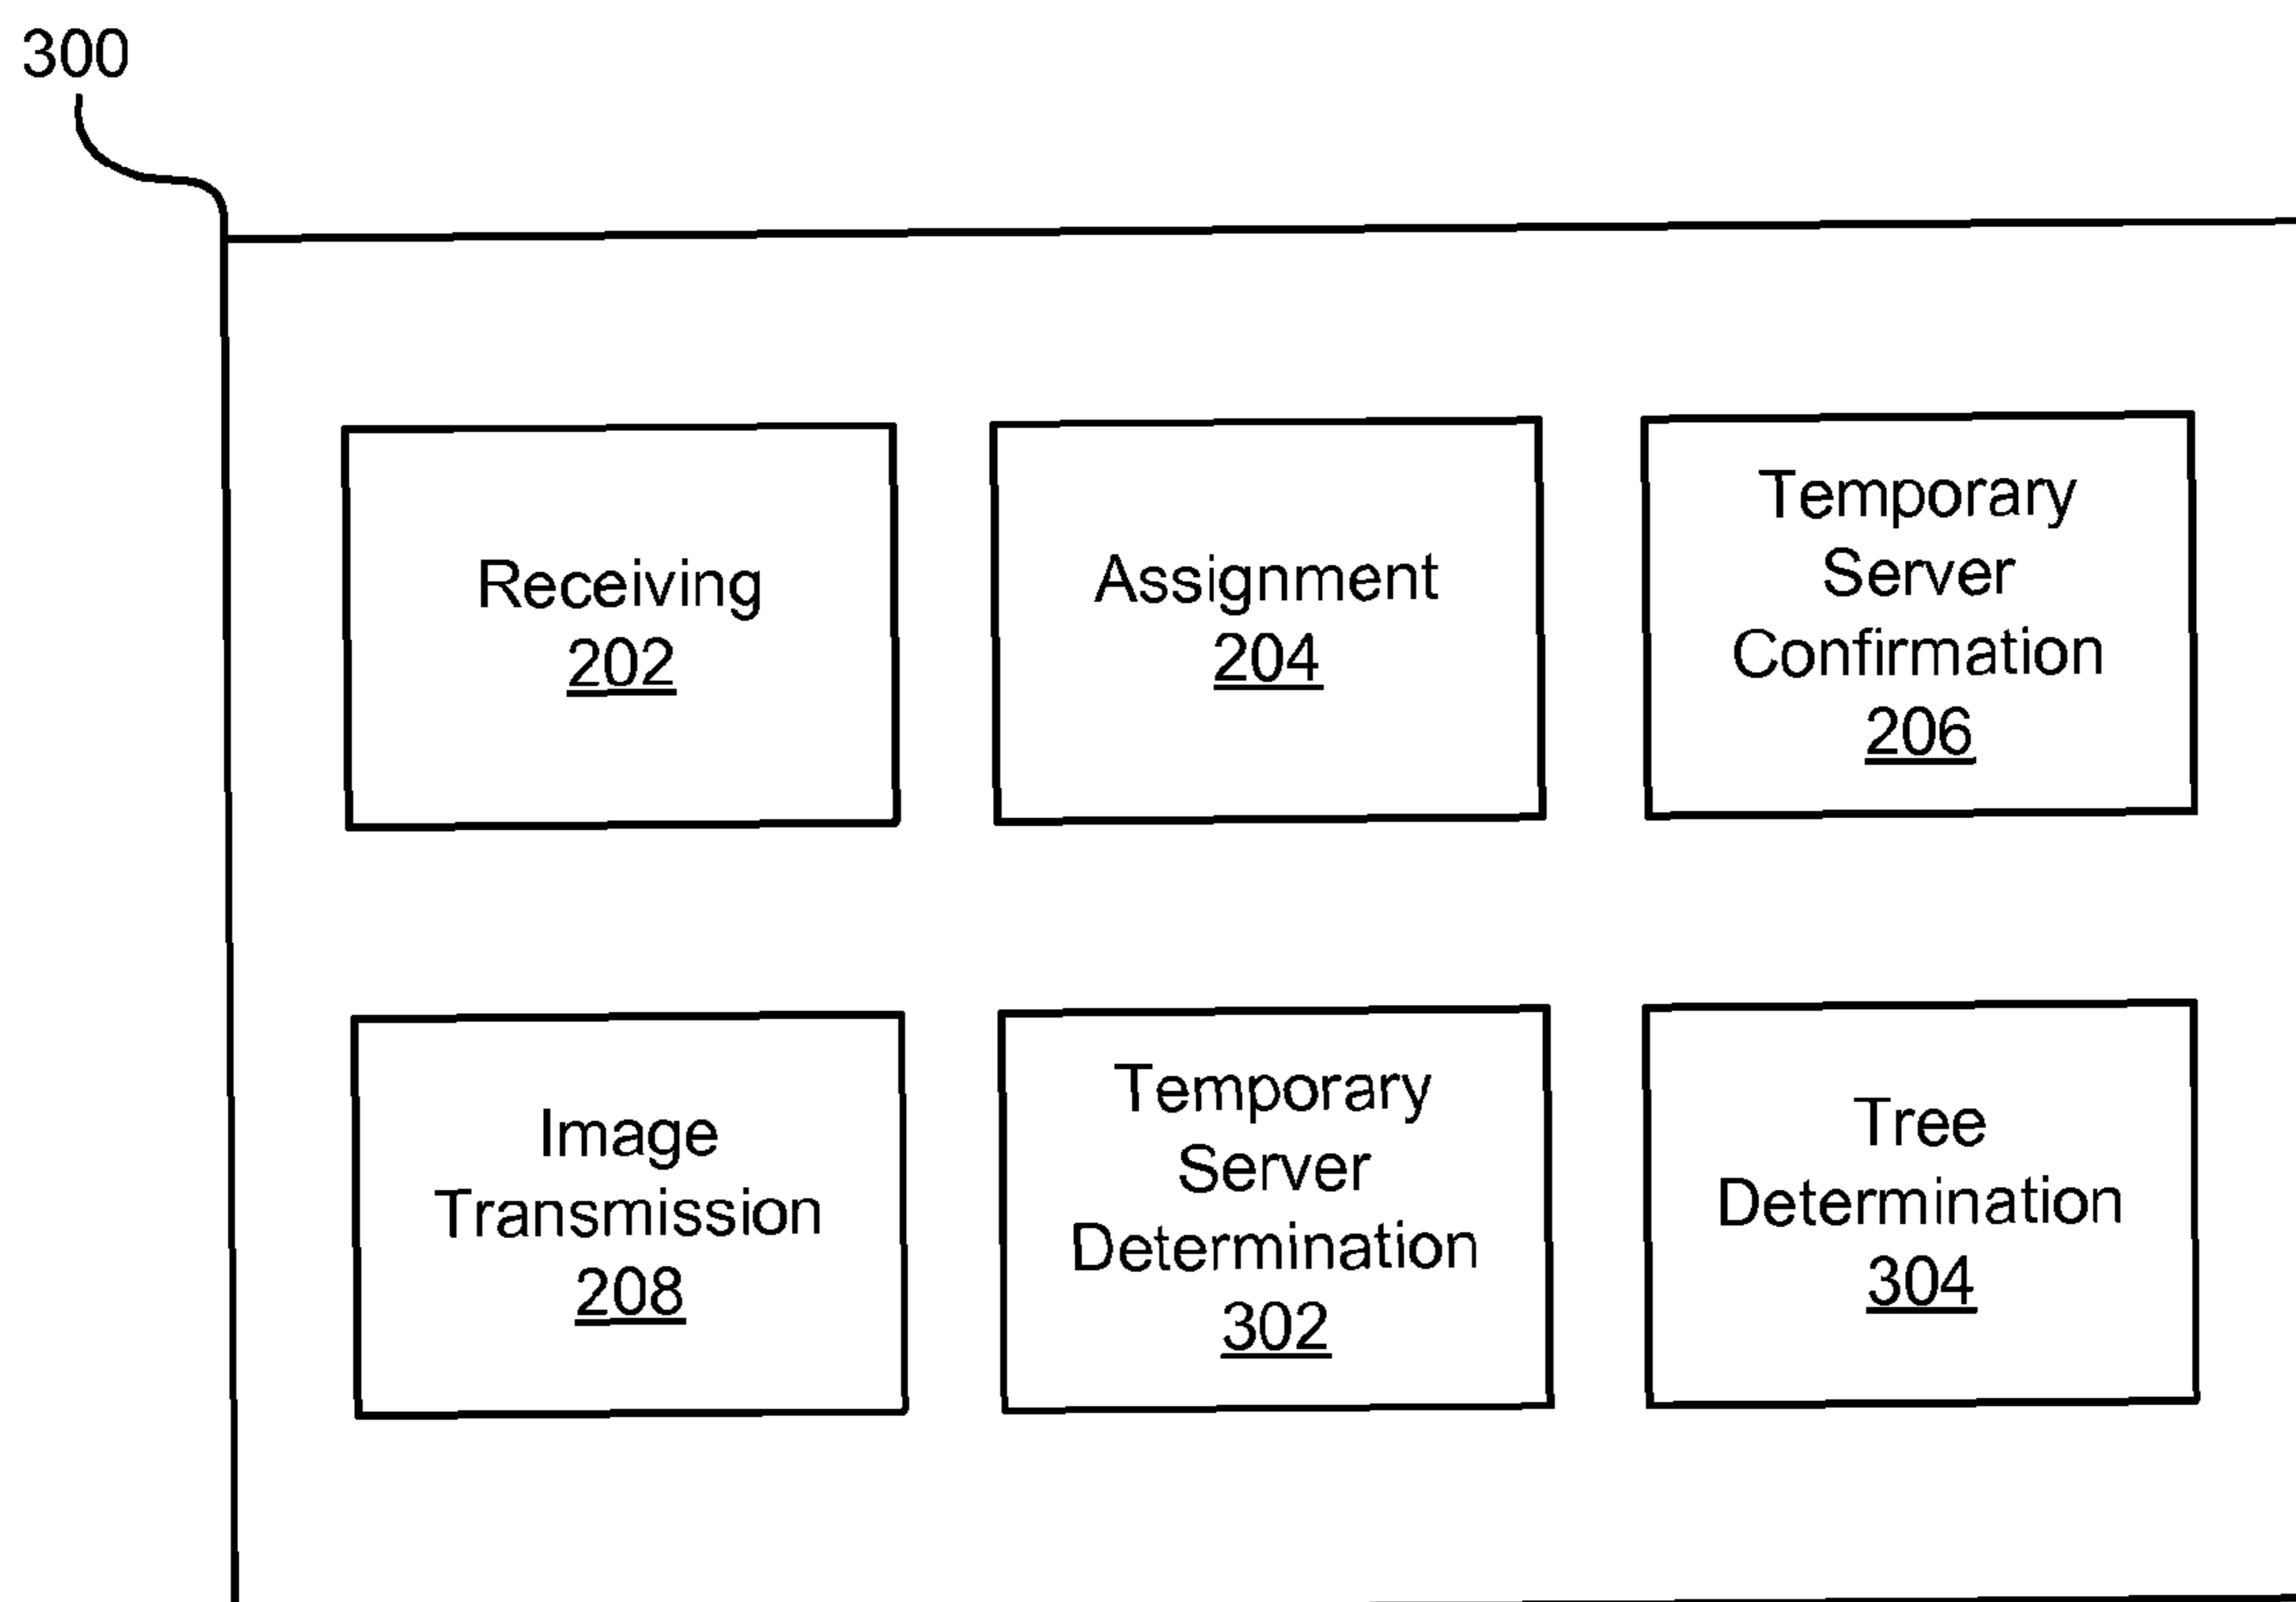 300
Receiving
202
Assignment
204
Temporary
Server
Confirmation
206
Image
Transmission
208
Temporary
Server
Determination
302
Tree
Determination
304